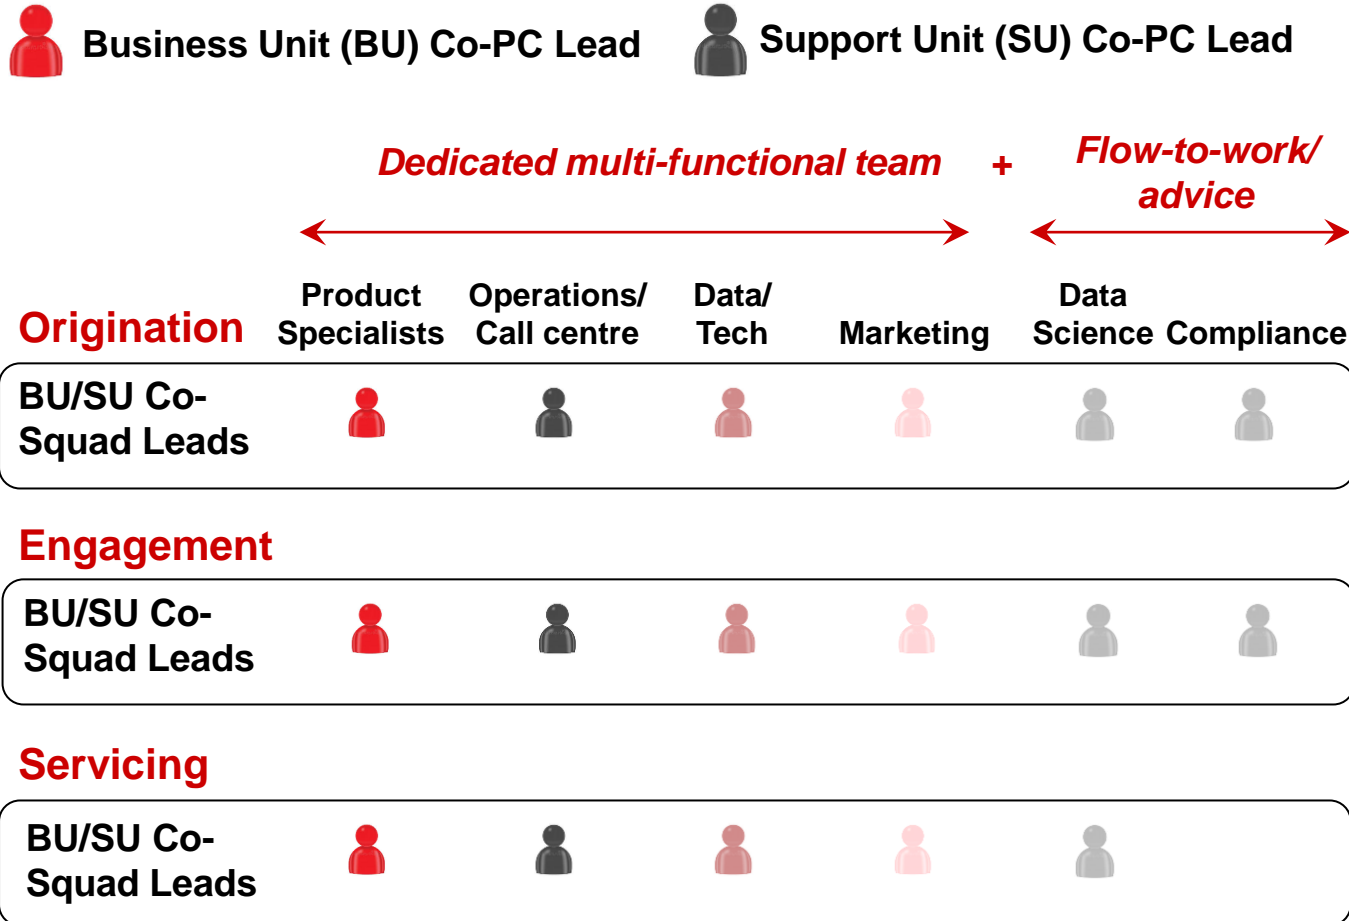 Business Unit (BU) Co-PC Lead
Support Unit (SU) Co-PC Lead
Dedicated multi-functional team
+
Flow-to-work/
advice
Origination
Product
Specialists
Operations/
Call centre
Data/
Tech
Marketing
Data
Science
Compliance
BU/SU Co-
Squad Leads
Engagement
BU/SU Co-
Squad Leads
Servicing
BU/SU Co-
Squad Leads